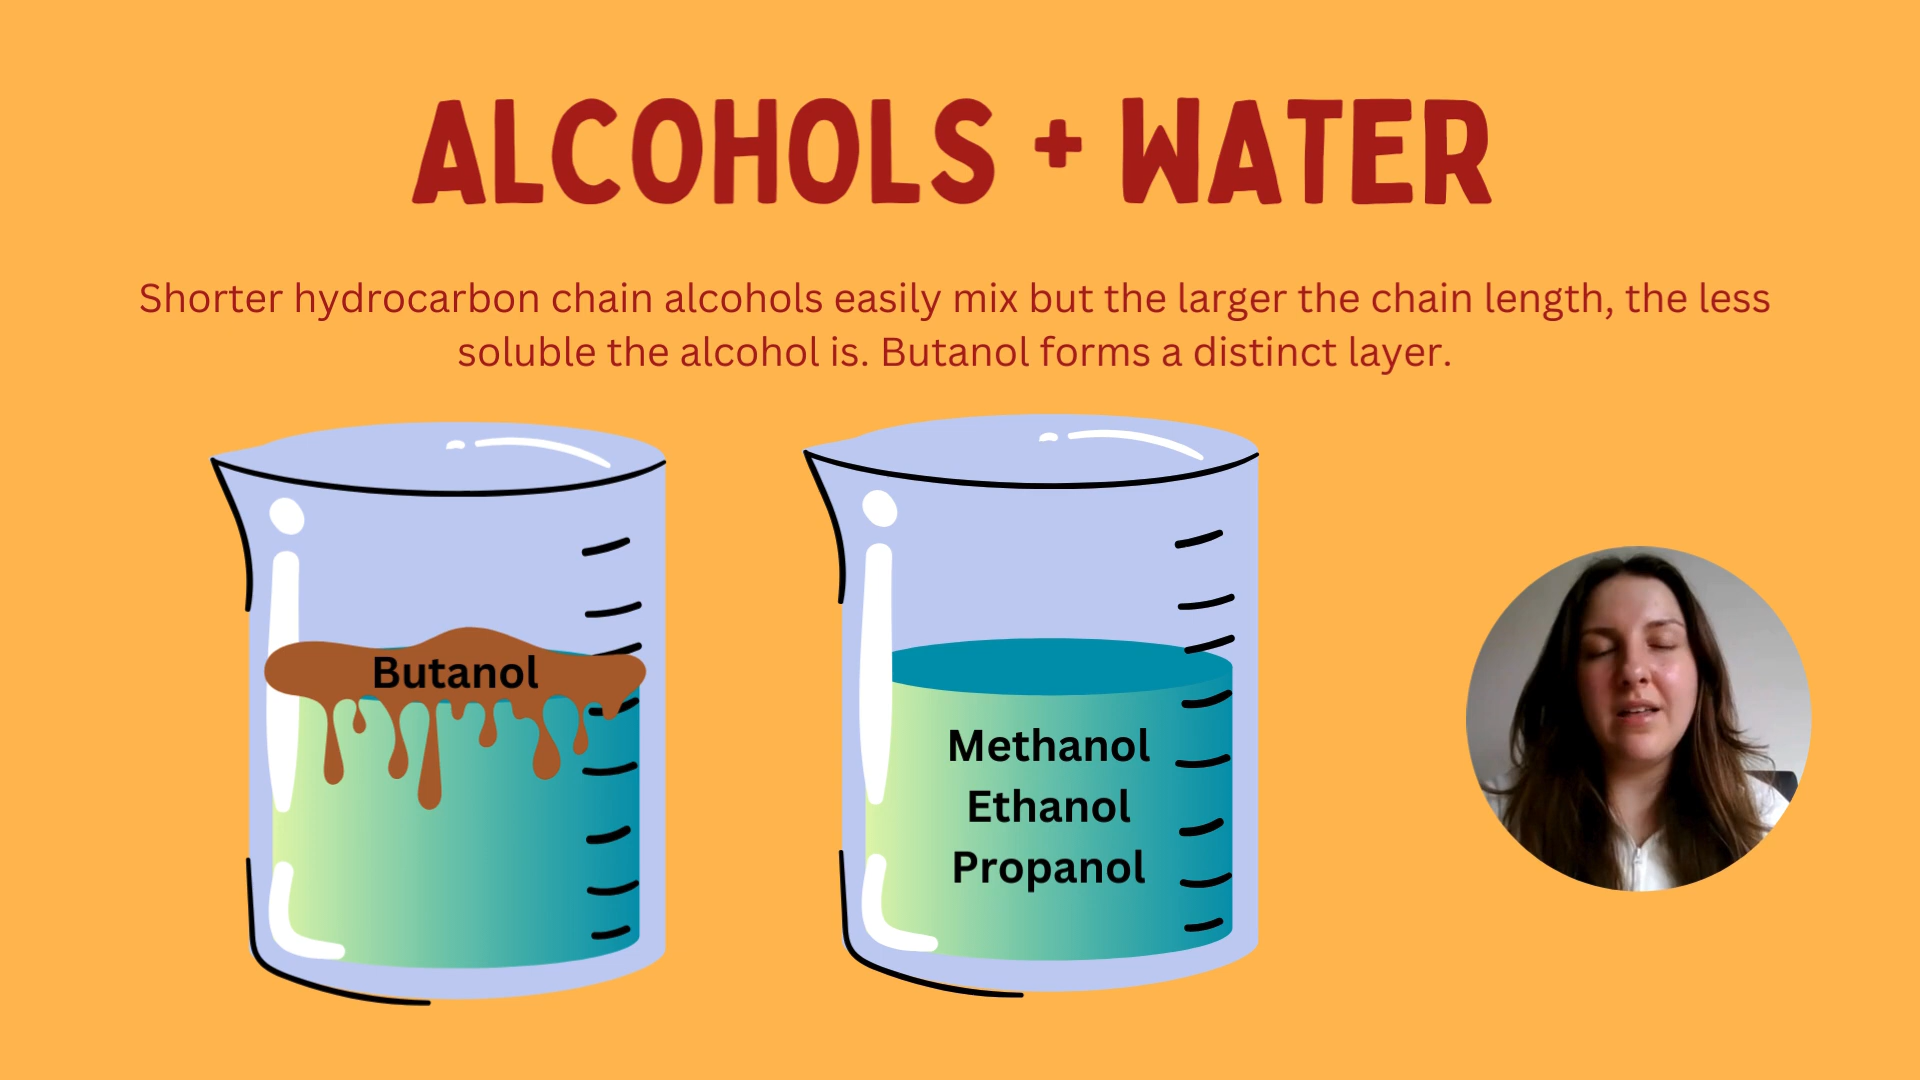 ALCOHOLS + WATER
Shorter hydrocarbon chain alcohols easily mix but the larger the chain length, the less
soluble the alcohol is. Butanol forms a distinct layer.
Butanol
Methanol
Ethanol
Propanol